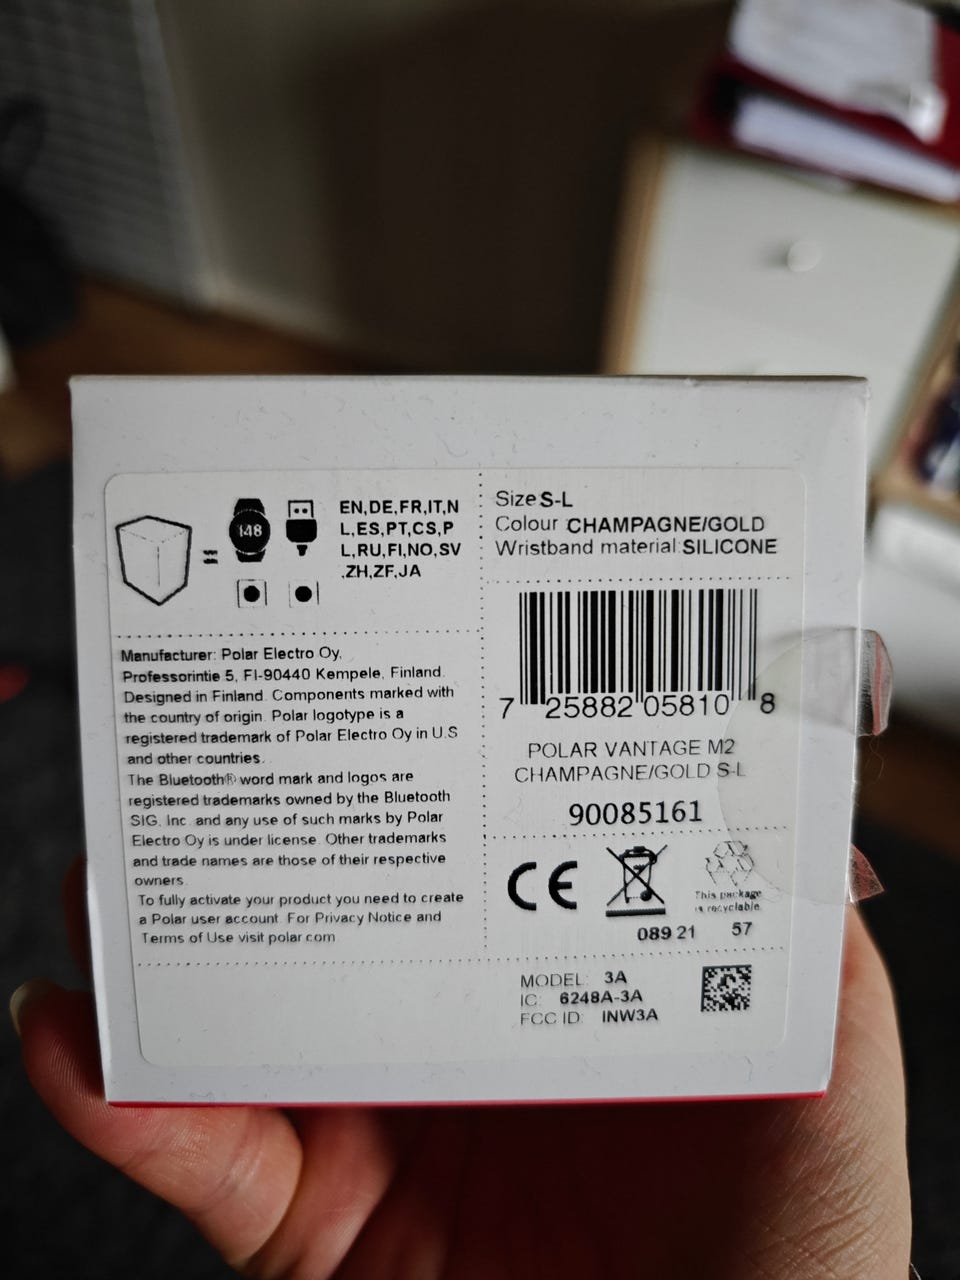 148
EN,DE,FR,IT,N
L,ES,PT,CS,P
L,RU,FI,NO,SV
,ZH,ZF,JA
Manufacturer: Polar Electro Oy,
Professorintie 5, FI-90440 Kempele, Finland.
Designed in Finland. Components marked with
the country of origin. Polar logotype is a
registered trademark of Polar Electro Oy in U.S
and other countries.
The Bluetooth® word mark and logos are
registered trademarks owned by the Bluetooth
SIG, Inc. and any use of such marks by Polar
Electro Oy is under license. Other trademarks
and trade names are those of their respective
owners.
To fully activate your product you need to create
a Polar user account. For Privacy Notice and
Terms of Use visit polar.com
Size S-L
Colour CHAMPAGNE/GOLD
Wristband material SILICONE
7 25882 05810 8
POLAR VANTAGE M2
CHAMPAGNE/GOLD S-L
90085161
CE
This package
is recyclable.
089 21 57
MODEL: 3A
IC: 6248A-3A
FCC ID: INW3A